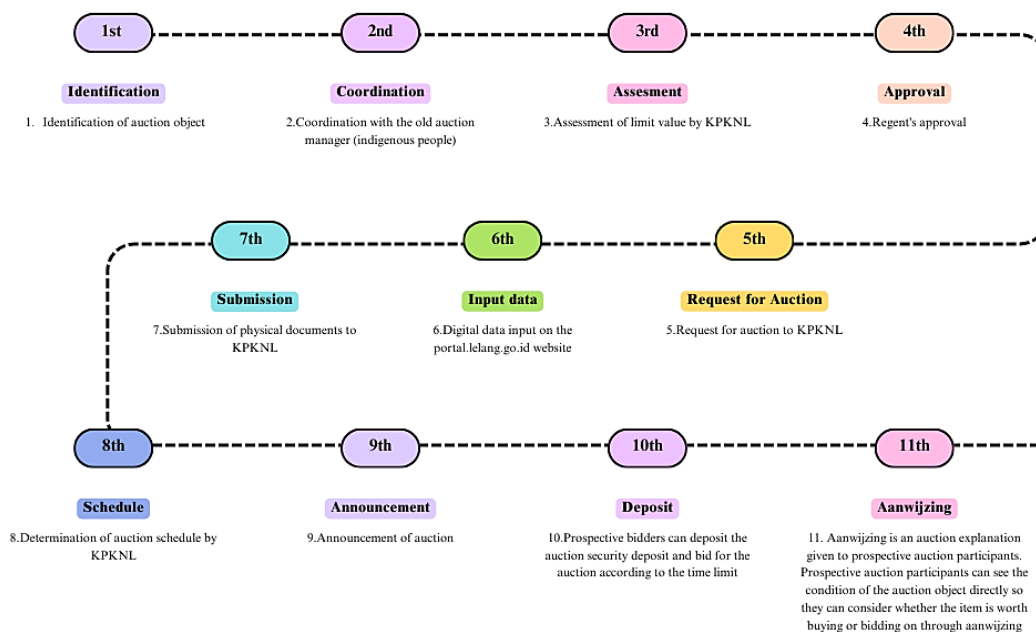 1st
2nd
3rd
4th
Identification
Coordination
Assesment
Approval
1. Identification of auction object
2.Coordination with the old auction
manager (indigenous people)
3.Assessment of limit value by KPKNL
4.Regent's approval
7th
6th
5th
Submission
Input data
Request for Auction
7.Submission of physical documents to
KPKNL
6.Digital data input on the
portal.lelang.go.id website
5.Request for auction to KPKNL
8th
9th
10th
11th
Schedule
Announcement
Deposit
Aanwijzing
8.Determination of auction schedule by
KPKNL
9.Announcement of auction
10.Prospective bidders can deposit the
auction security deposit and bid for the
auction according to the time limit
11. Aanwijzing is an auction explanation
given to prospective auction participants.
Prospective auction participants can see the
condition of the auction object directly so
they can consider whether the item is worth
buying or bidding on through aanwijzing